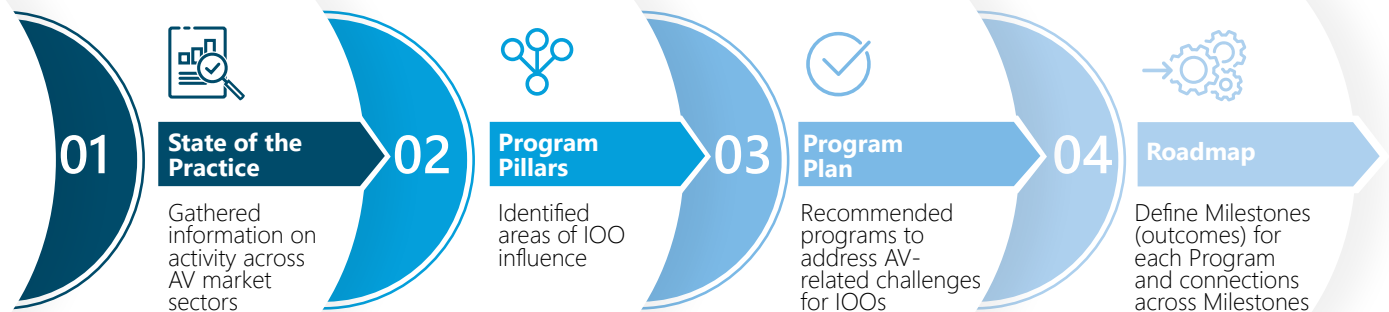 01
State of the
Practice
Gathered
information on
activity across
AV market
sectors
02
Program
Pillars
Identified
areas of IOO
influence
03
Program
Plan
Recommended
programs to
address AV-
related challenges
for IOOs
04
Roadmap
Define Milestones
(outcomes) for
each Program
and connections
across Milestones